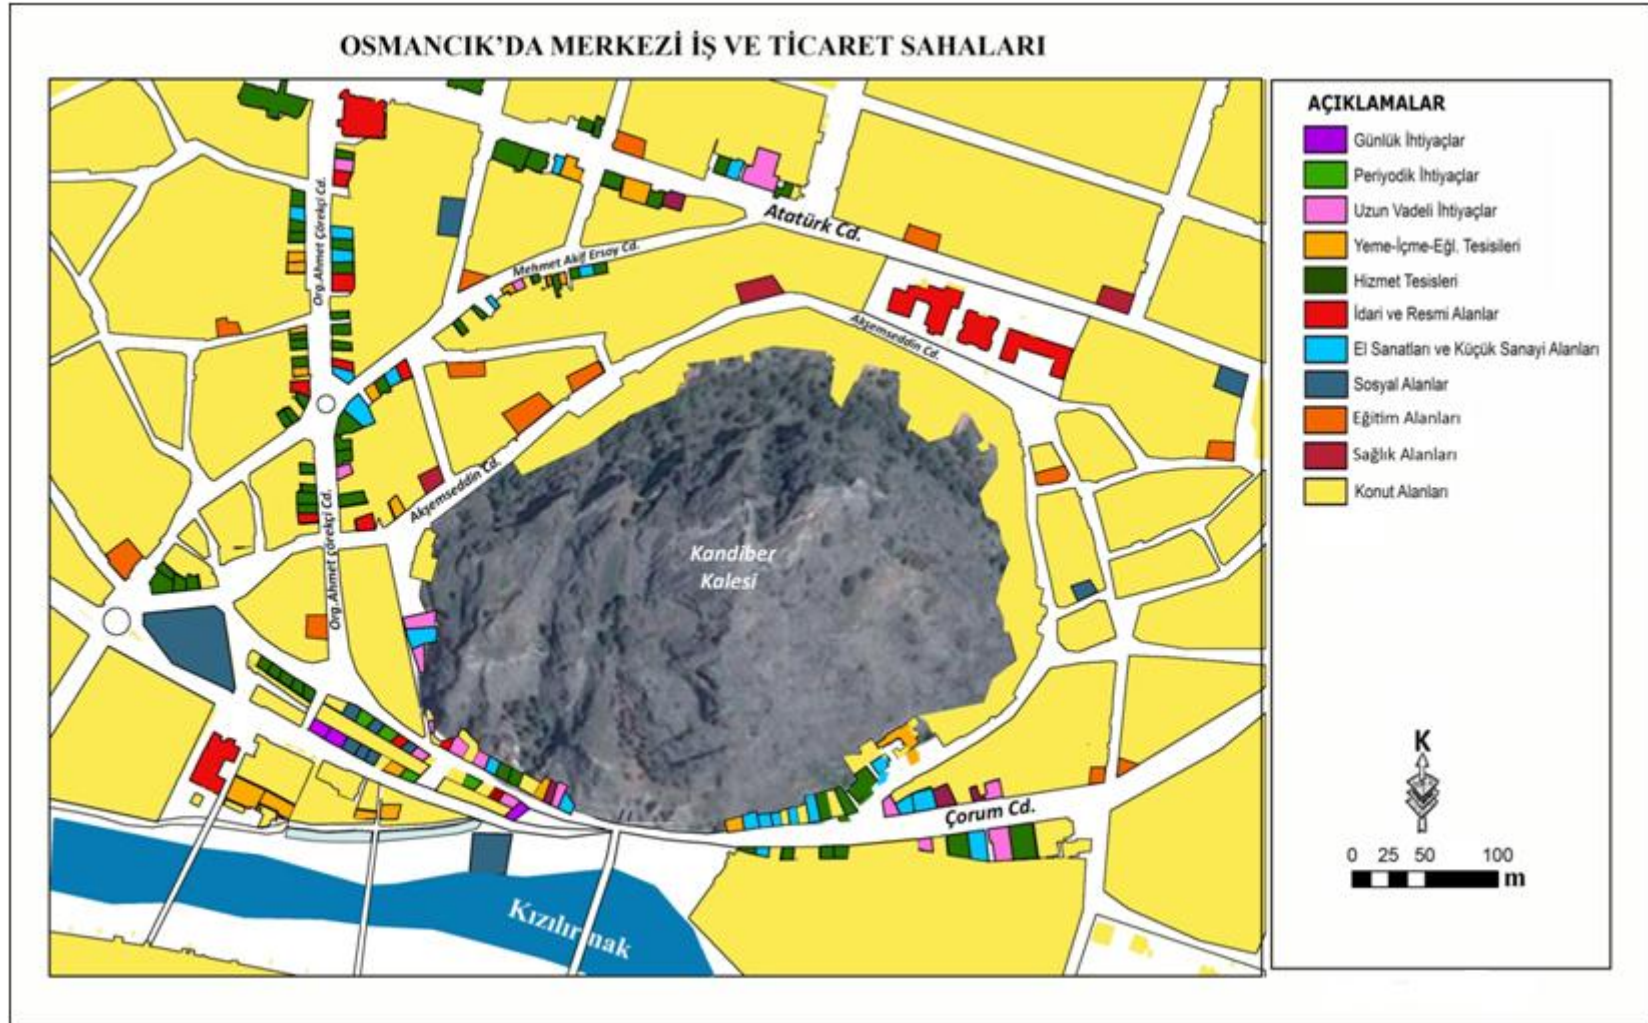 OSMANCIK’DA MERKEZİ İŞ VE TİCARET SAHALARI
AÇIKLAMALAR
Günlük İhtiyaçlar
Periyodik İhtiyaçlar
Uzun Vadeli İhtiyaçlar
Yeme-İçme-Eğl. Tesisileri
Hizmet Tesisleri
İdari ve Resmi Alanlar
El Sanatları ve Küçük Sanayi Alanları
Sosyal Alanlar
Eğitim Alanları
Sağlık Alanları
Konut Alanları
Org.Ahmet Çörekçi Cd.
Atatürk Cd.
Mehmet Akif Ersoy Cd.
Akşemseddin Cd.
Akşemseddin Cd.
Org.Ahmet Çörekçi Cd.
Kandiber
Kalesi
Çorum Cd.
Kızılırmak
K
0 25 50 100
m